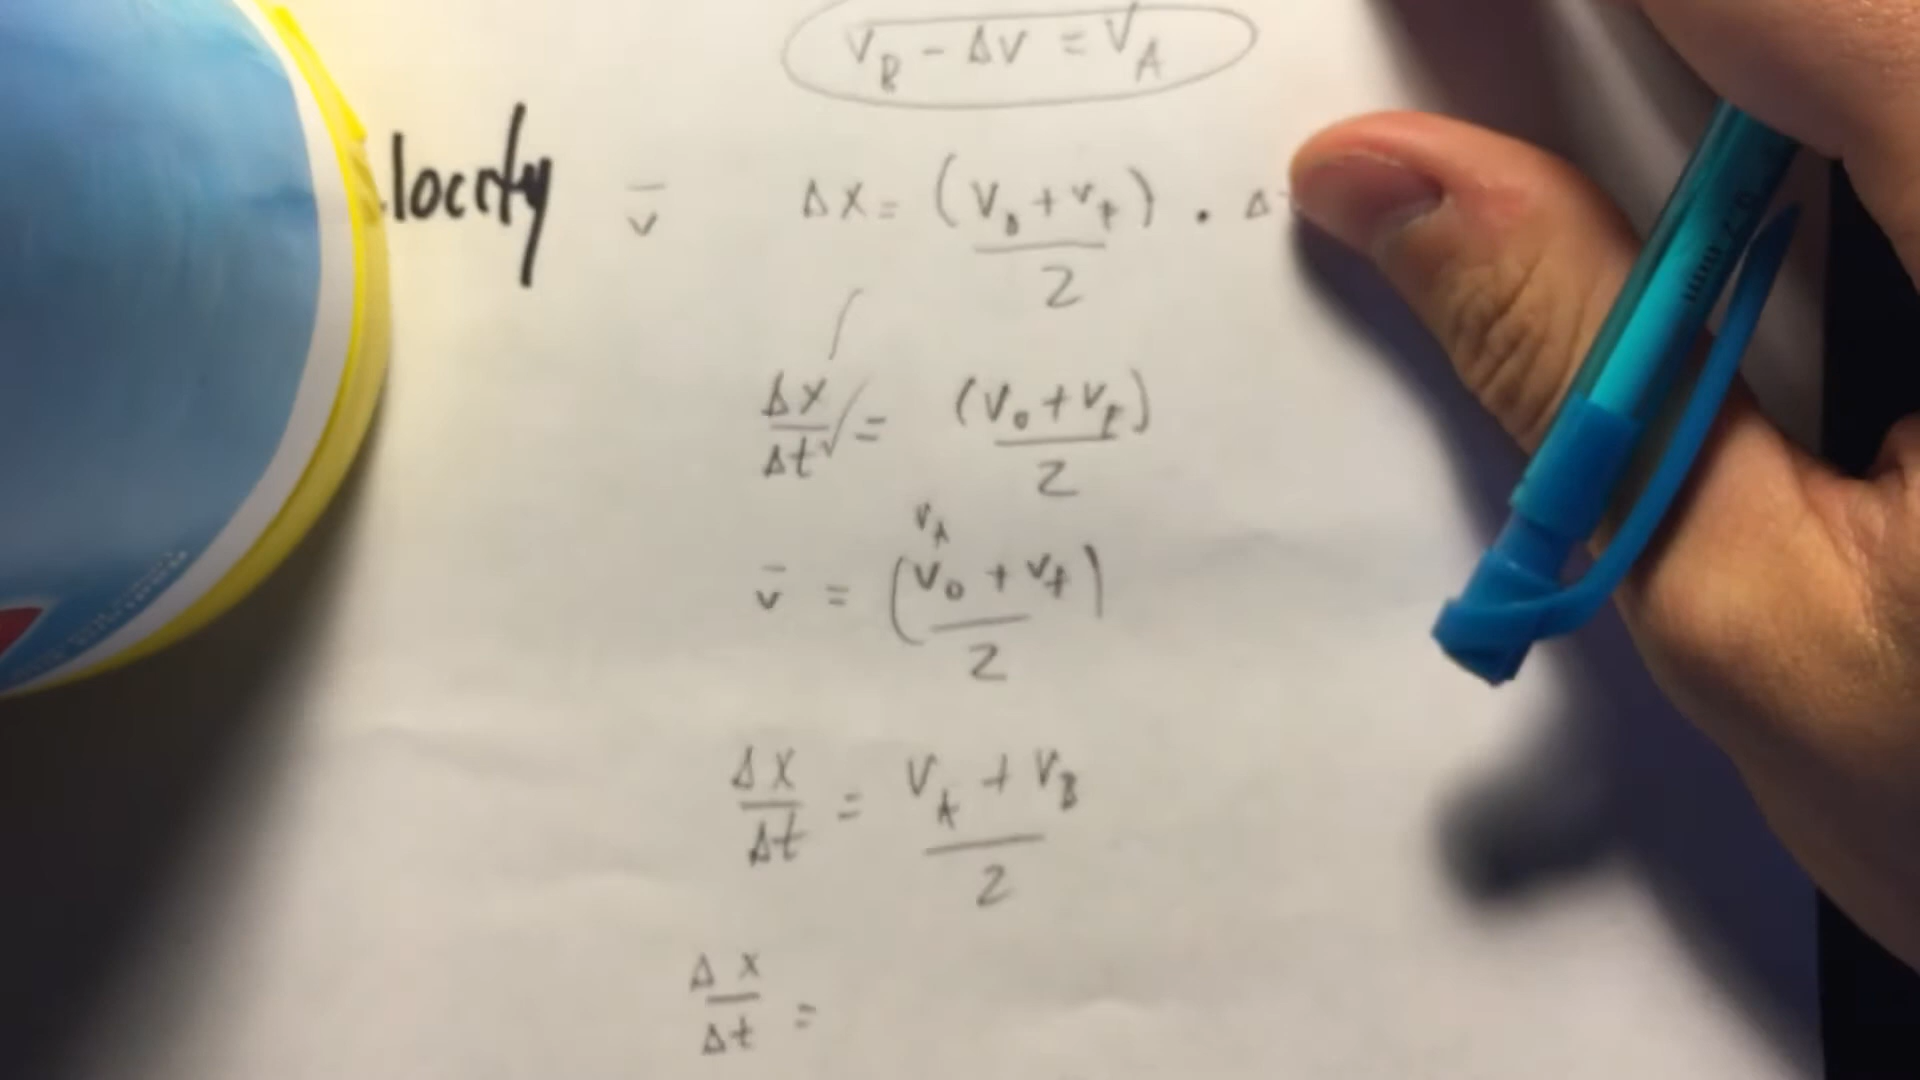 V_B - Δv = V_A
locity v̄ Δx = (v_0 + v_f)/2 · Δ
Δx/Δt = (v_0 + v_f)/2
v_A
v̄ = (v_0 + v_f)/2
Δx/Δt = (v_A + v_B)/2
Δx/Δt =